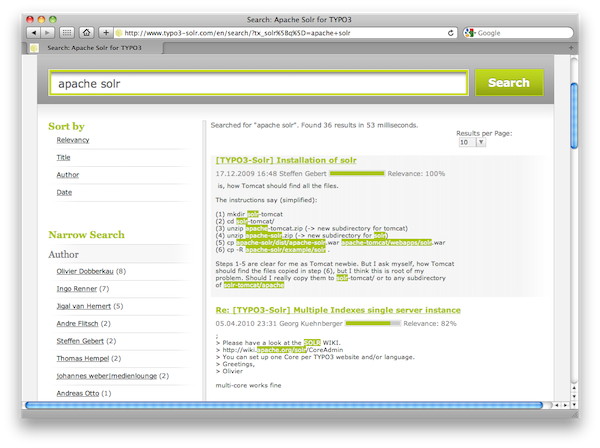 Search: Apache Solr for TYPO3
http://www.typo3-solr.com/en/search/?tx_solr%5Bq%5D=apache+solr
Google
Search: Apache Solr for TYPO3
apache solr
Search
Sort by
Relevancy
Title
Author
Date
Narrow Search
Author
Olivier Dobberkau (8)
Ingo Renner (7)
Jigal van Hemert (5)
Andre Flitsch (2)
Steffen Gebert (2)
Thomas Hempel (2)
johannes weber|medienlounge (2)
Andreas Otto (1)
Searched for "apache solr". Found 36 results in 53 milliseconds.
Results per Page:
10
[TYPO3-Solr] Installation of solr
17.12.2009 16:48 Steffen Gebert Relevance: 100%
is, how Tomcat should find all the files.
The instructions say (simplified):
(1) mkdir solr-tomcat
(2) cd solr-tomcat/
(3) unzip apache-tomcat.zip (-> new subdirectory for tomcat)
(4) unzip apache-solr.zip (-> new subdirectory for solr)
(5) cp apache-solr/dist/apache-solr.war apache-tomcat/webapps/solr.war
(6) cp -R apache-solr/example/solr .
Steps 1-5 are clear for me as Tomcat newbie. But I ask myself, how Tomcat
should find the files copied in step (6), but I think this is root of my
problem. Should I really copy them to solr-tomcat/ or to any subdirectory
of solr-tomcat/apache
Re: [TYPO3-Solr] Multiple Indexes single server instance
05.04.2010 23:31 Georg Kuehnberger Relevance: 82%
;
> Please have a look at the SOLR WIKI.
> http://wiki.apache.org/solr/CoreAdmin
> You can set up one Core per TYPO3 website and/or language.
> Greetings,
> Olivier
multi-core works fine